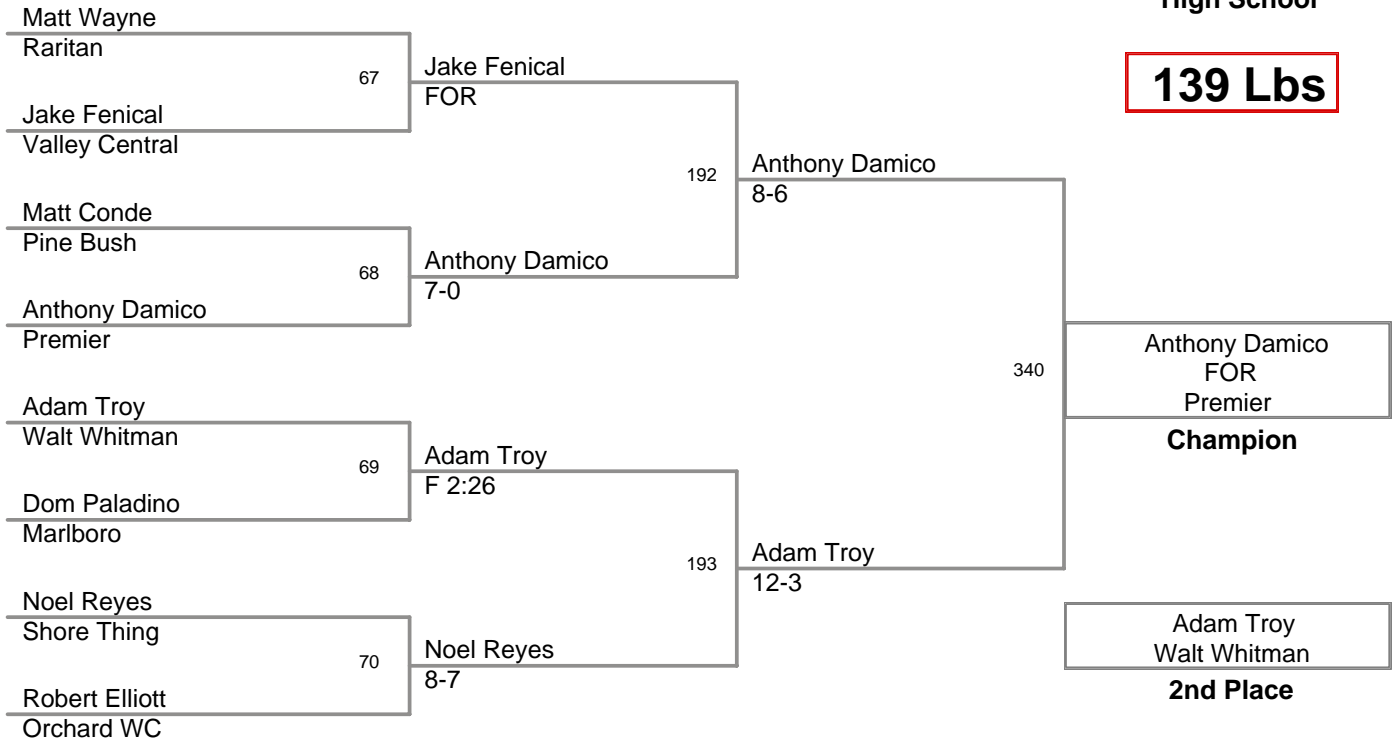 High School
139 Lbs
Matt Wayne
Raritan
67
Jake Fenical
Valley Central
Jake Fenical
FOR
Matt Conde
Pine Bush
68
Anthony Damico
Premier
Anthony Damico
7-0
192
Anthony Damico
8-6
Adam Troy
Walt Whitman
69
Dom Paladino
Marlboro
Adam Troy
F 2:26
Noel Reyes
Shore Thing
70
Robert Elliott
Orchard WC
Noel Reyes
8-7
193
Adam Troy
12-3
340
Anthony Damico
FOR
Premier
Champion
Adam Troy
Walt Whitman
2nd Place